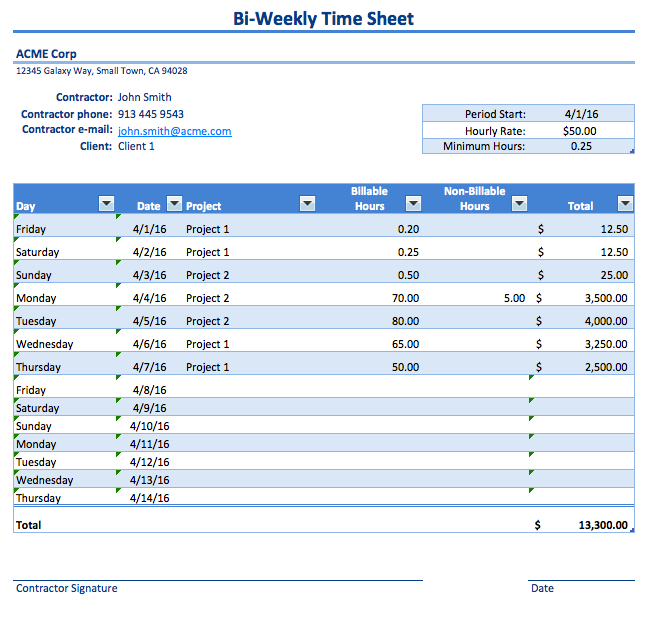 Bi-Weekly Time Sheet
ACME Corp
12345 Galaxy Way, Small Town, CA 94028
Contractor: John Smith
Contractor phone: 913 445 9543
Contractor e-mail: john.smith@acme.com
Client: Client 1
Period Start: 4/1/16
Hourly Rate: $50.00
Minimum Hours: 0.25
Day Date Project Billable Hours Non-Billable Hours Total
Friday 4/1/16 Project 1 0.20 $ 12.50
Saturday 4/2/16 Project 1 0.25 $ 12.50
Sunday 4/3/16 Project 2 0.50 $ 25.00
Monday 4/4/16 Project 2 70.00 5.00 $ 3,500.00
Tuesday 4/5/16 Project 2 80.00 $ 4,000.00
Wednesday 4/6/16 Project 1 65.00 $ 3,250.00
Thursday 4/7/16 Project 1 50.00 $ 2,500.00
Friday 4/8/16
Saturday 4/9/16
Sunday 4/10/16
Monday 4/11/16
Tuesday 4/12/16
Wednesday 4/13/16
Thursday 4/14/16
Total $ 13,300.00
Contractor Signature Date